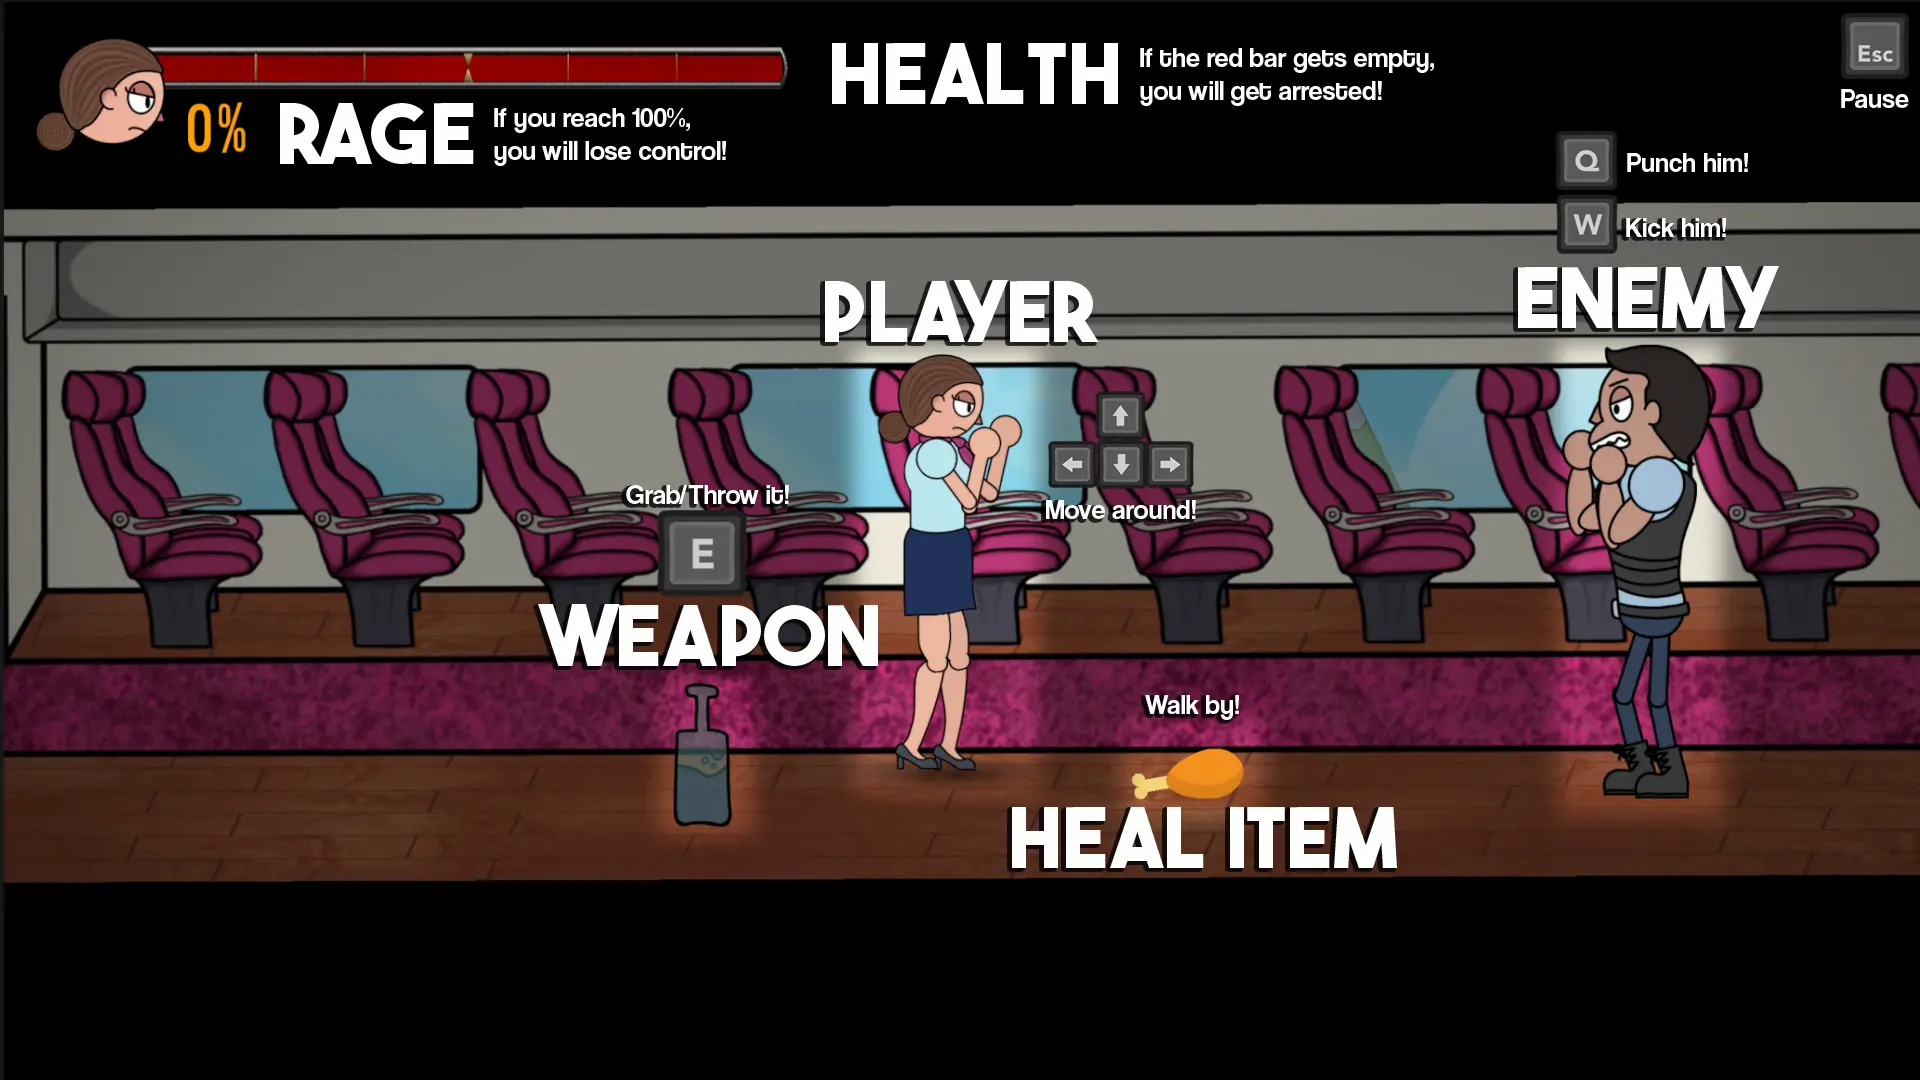 HEALTH
If the red bar gets empty,
you will get arrested!
Esc
Pause
0%
RAGE
If you reach 100%,
you will lose control!
Q
Punch him!
W
Kick him!
PLAYER
ENEMY
Move around!
Grab/Throw it!
E
WEAPON
Walk by!
HEAL ITEM